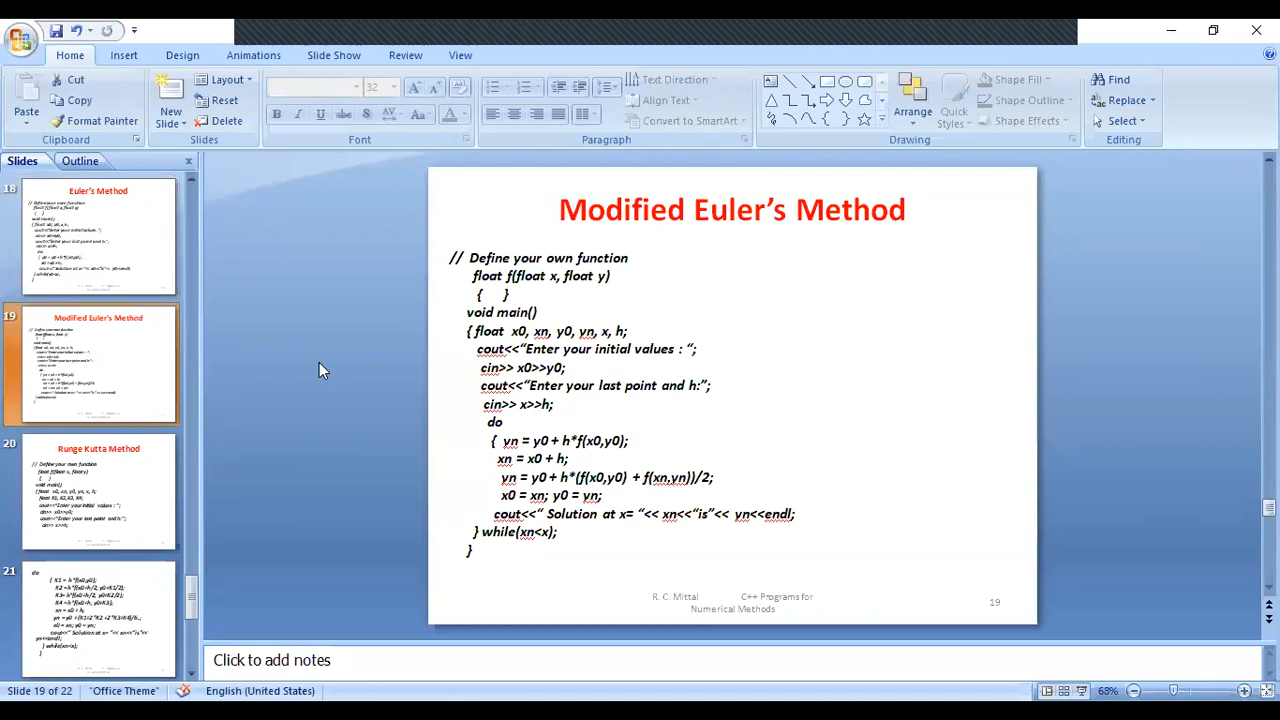 Home Insert Design Animations Slide Show Review View
Paste
Cut
Copy
Format Painter
Clipboard
New
Slide
Layout
Reset
Delete
Slides
32
B I U abc S AV Aa A
Font
Text Direction
Align Text
Convert to SmartArt
Paragraph
Arrange
Quick
Styles
Shape Fill
Shape Outline
Shape Effects
Drawing
Find
Replace
Select
Editing
Slides Outline
18
Euler's Method
19
Modified Euler's Method
20
Runge Kutta Method
21
Modified Euler’s Method
// Define your own function
float f(float x, float y)
{ }
void main()
{ float x0, xn, y0, yn, x, h;
cout<<“Enter your initial values : “;
cin>> x0>>y0;
cout<<“Enter your last point and h:”;
cin>> x>>h;
do
{ yn = y0 + h*f(x0,y0);
xn = x0 + h;
yn = y0 + h*(f(x0,y0) + f(xn,yn))/2;
x0 = xn; y0 = yn;
cout<<“ Solution at x= “<< xn<<“is”<< yn<<endl;
} while(xn<x);
}
R. C. Mittal C++ Programs for
Numerical Methods
19
Click to add notes
Slide 19 of 22 "Office Theme" English (United States) 68%